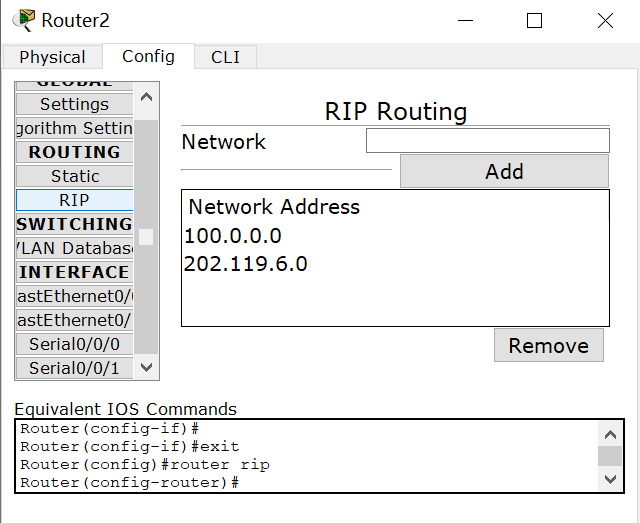 Router2
Physical
Config
CLI
GLOBAL
Settings
gorithm Settin
ROUTING
Static
RIP
SWITCHING
VLAN Database
INTERFACE
astEthernet0/
astEthernet0/
Serial0/0/0
Serial0/0/1
RIP Routing
Network
Add
Network Address
100.0.0.0
202.119.6.0
Remove
Equivalent IOS Commands
Router(config-if)#
Router(config-if)#exit
Router(config)#router rip
Router(config-router)#